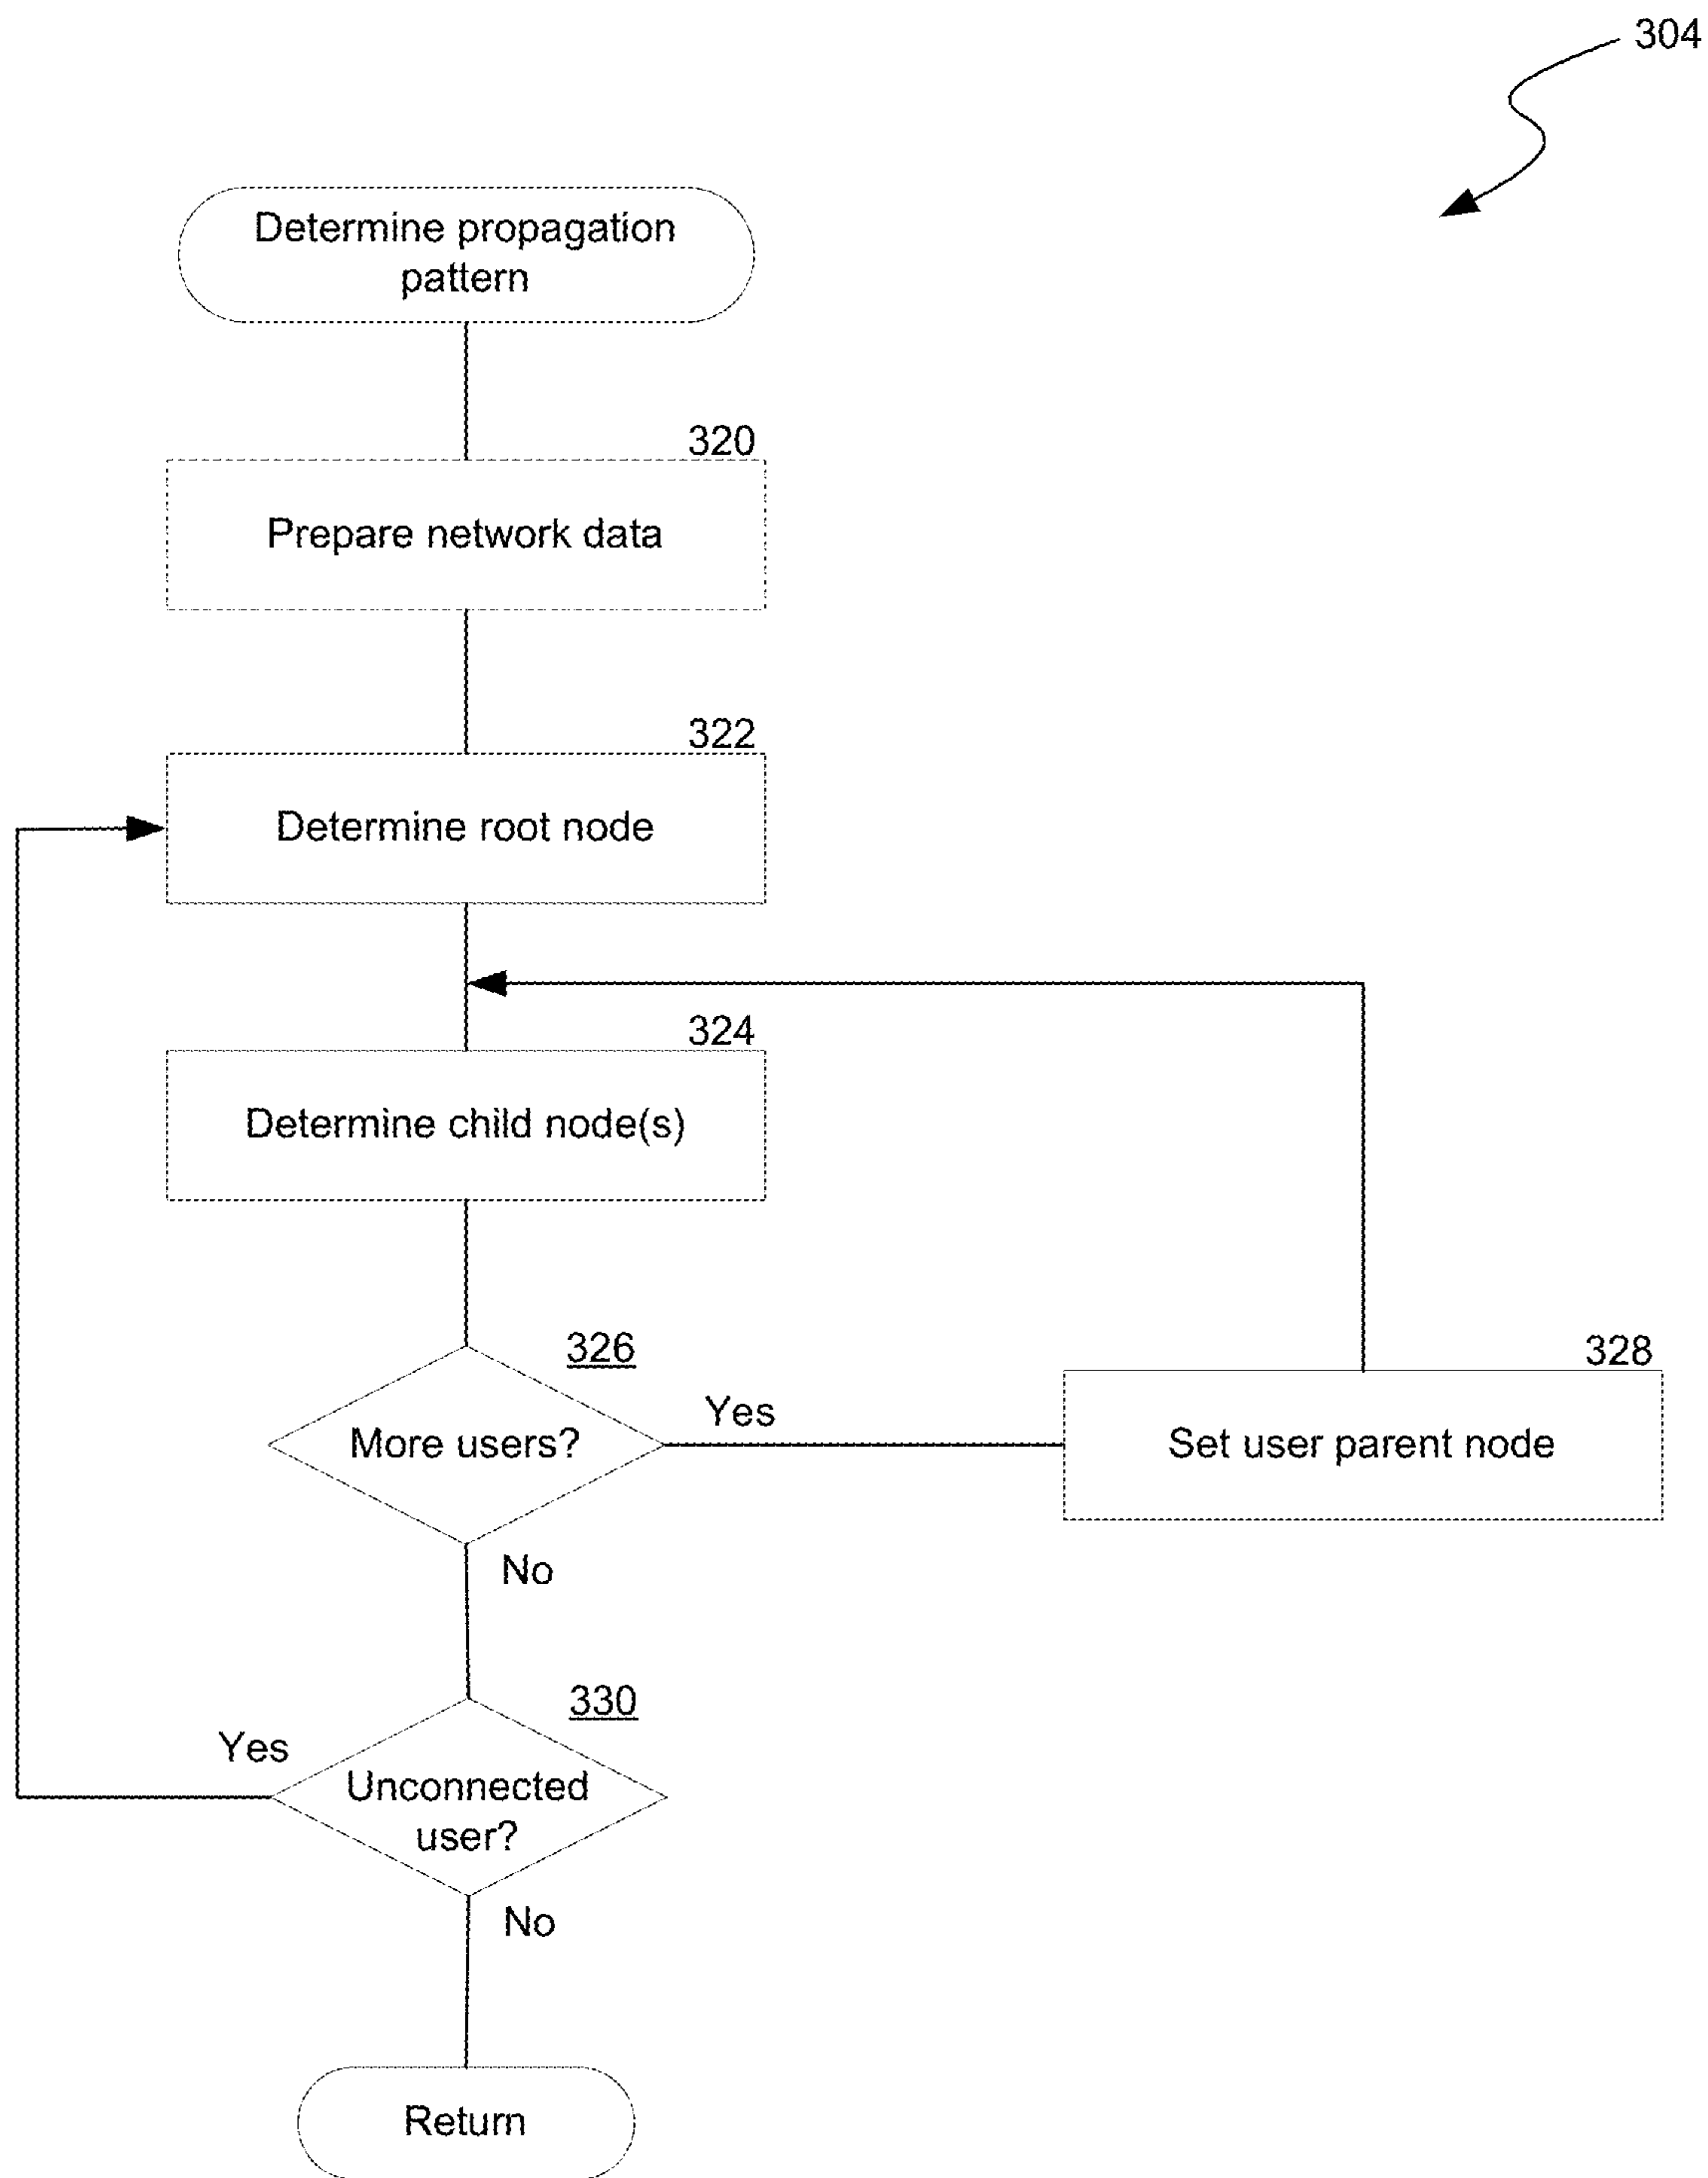 304
Determine propagation
pattern
320
Prepare network data
322
Determine root node
324
Determine child node(s)
326
More users?
Yes
328
Set user parent node
No
330
Yes
Unconnected
user?
No
Return